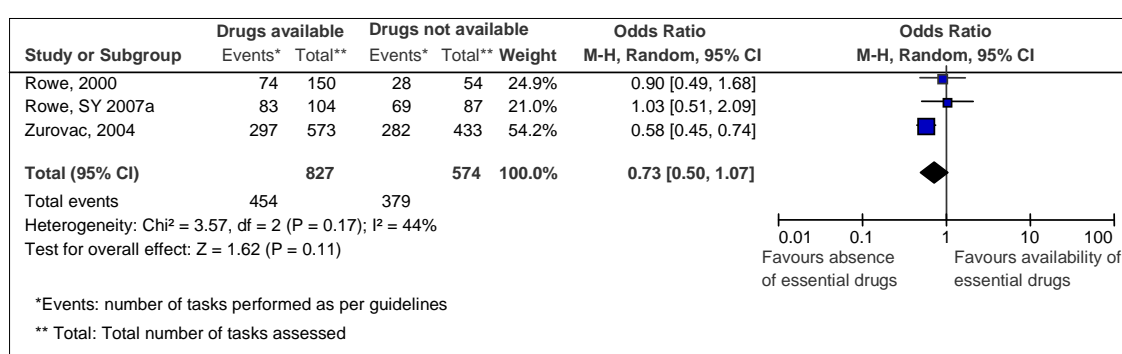 Drugs available Drugs not available Odds Ratio Odds Ratio
Study or Subgroup Events* Total** Events* Total** Weight M-H, Random, 95% CI M-H, Random, 95% CI
Rowe, 2000 74 150 28 54 24.9% 0.90 [0.49, 1.68]
Rowe, SY 2007a 83 104 69 87 21.0% 1.03 [0.51, 2.09]
Zurovac, 2004 297 573 282 433 54.2% 0.58 [0.45, 0.74]
Total (95% CI) 827 574 100.0% 0.73 [0.50, 1.07]
Total events 454 379
Heterogeneity: Chi² = 3.57, df = 2 (P = 0.17); I² = 44%
Test for overall effect: Z = 1.62 (P = 0.11)
0.01 0.1 1 10 100
Favours absence Favours availability of
of essential drugs essential drugs
*Events: number of tasks performed as per guidelines
** Total: Total number of tasks assessed